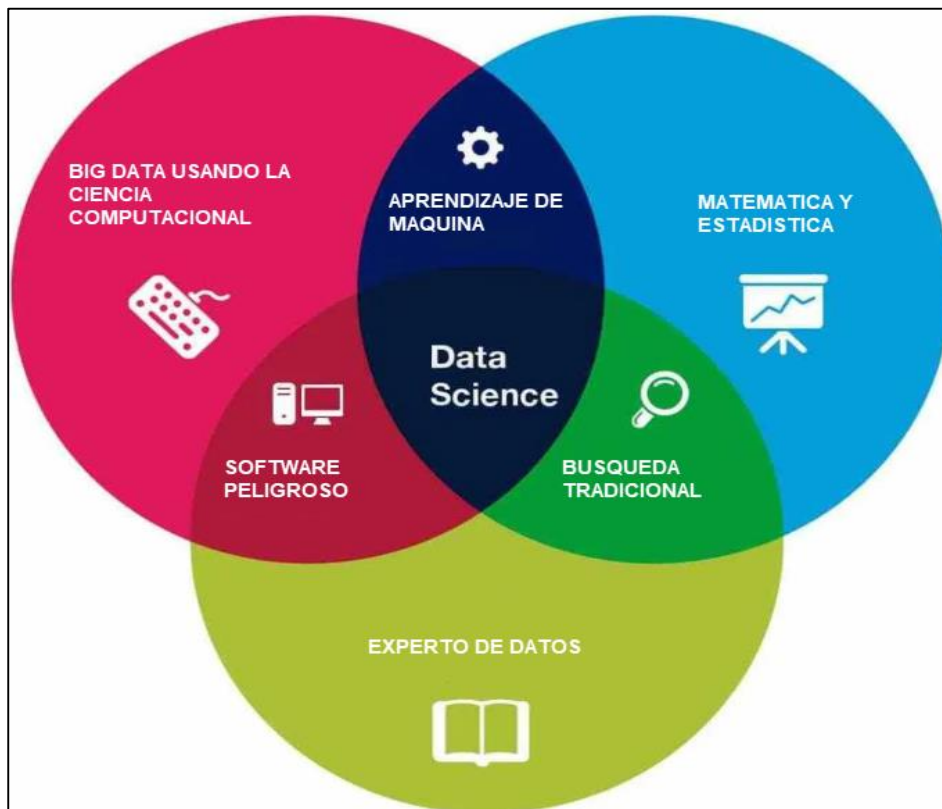 BIG DATA USANDO LA
CIENCIA
COMPUTACIONAL
APRENDIZAJE DE
MAQUINA
MATEMATICA Y
ESTADISTICA
Data
Science
SOFTWARE
PELIGROSO
BUSQUEDA
TRADICIONAL
EXPERTO DE DATOS